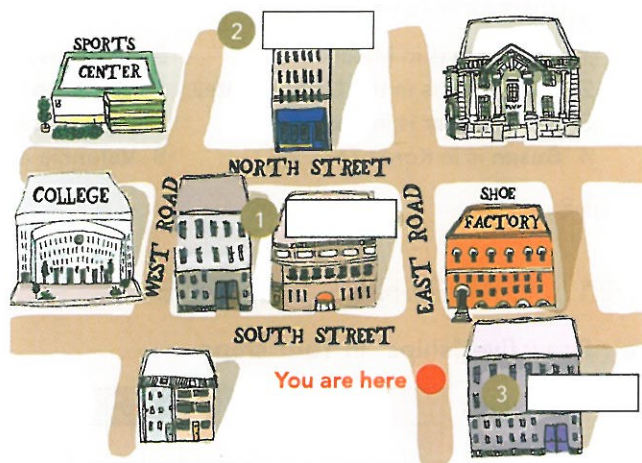 SPORTS
CENTER
2
NORTH STREET
COLLEGE
WEST ROAD
1
EAST ROAD
SHOE
FACTORY
SOUTH STREET
You are here
3